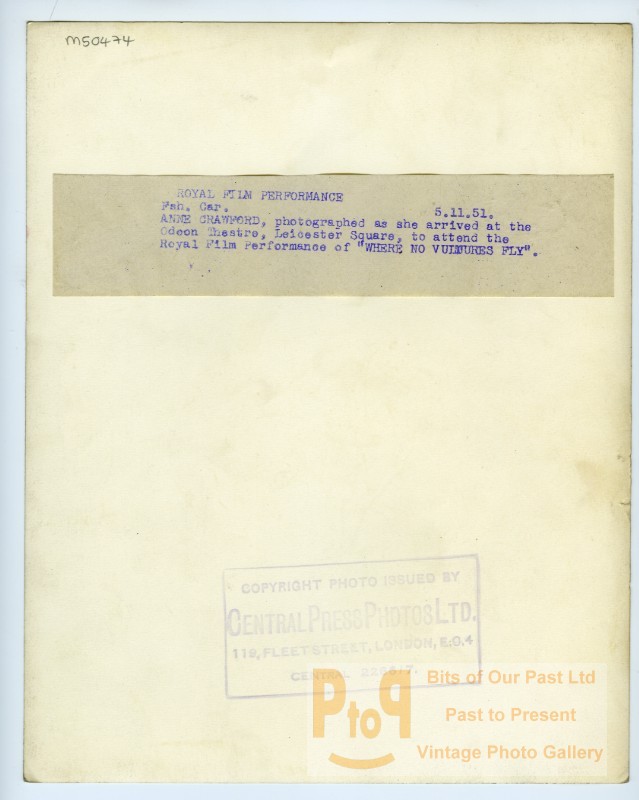 m50474
ROYAL FILM PERFORMANCE
Fsh. Car. 5.11.51.
ANNE CRAWFORD, photographed as she arrived at the
Odeon Theatre, Leicester Square, to attend the
Royal Film Performance of "WHERE NO VULTURES FLY".
COPYRIGHT PHOTO ISSUED BY
CENTRAL PRESS PHOTOS LTD.
119, FLEET STREET, LONDON, E.C.4
CENTRAL
PtoP
Bits of Our Past Ltd
Past to Present
Vintage Photo Gallery